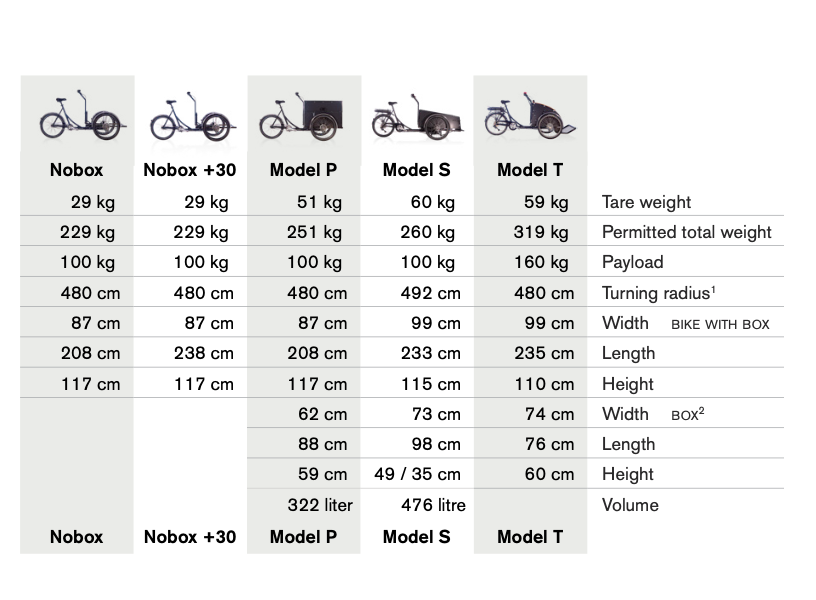 Nobox Nobox +30 Model P Model S Model T
29 kg 29 kg 51 kg 60 kg 59 kg Tare weight
229 kg 229 kg 251 kg 260 kg 319 kg Permitted total weight
100 kg 100 kg 100 kg 100 kg 160 kg Payload
480 cm 480 cm 480 cm 492 cm 480 cm Turning radius¹
87 cm 87 cm 87 cm 99 cm 99 cm Width BIKE WITH BOX
208 cm 238 cm 208 cm 233 cm 235 cm Length
117 cm 117 cm 117 cm 115 cm 110 cm Height
62 cm 73 cm 74 cm Width BOX²
88 cm 98 cm 76 cm Length
59 cm 49 / 35 cm 60 cm Height
322 liter 476 litre Volume
Nobox Nobox +30 Model P Model S Model T